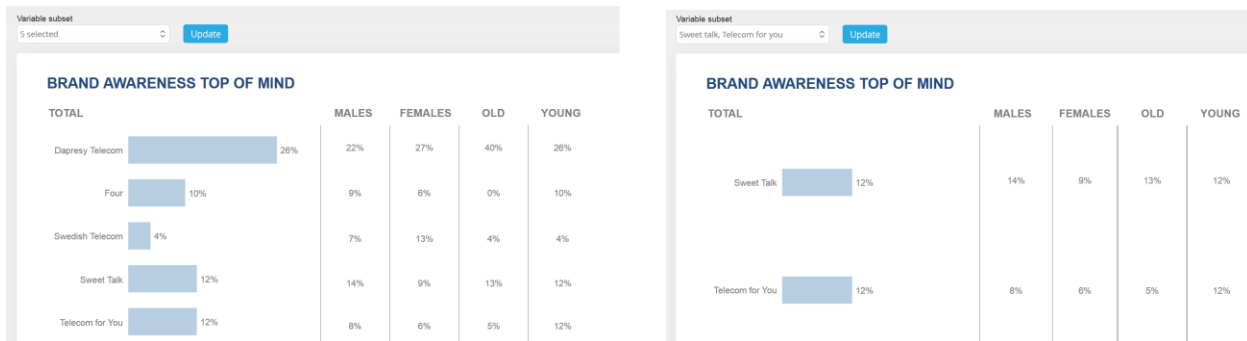 Variable subset
5 selected Update
BRAND AWARENESS TOP OF MIND
TOTAL MALES FEMALES OLD YOUNG
Dapresy Telecom 26% 22% 27% 40% 26%
Four 10% 9% 6% 0% 10%
Swedish Telecom 4% 7% 13% 4% 4%
Sweet Talk 12% 14% 9% 13% 12%
Telecom for You 12% 8% 6% 5% 12%
Variable subset
Sweet talk, Telecom for you Update
BRAND AWARENESS TOP OF MIND
TOTAL MALES FEMALES OLD YOUNG
Sweet Talk 12% 14% 9% 13% 12%
Telecom for You 12% 8% 6% 5% 12%